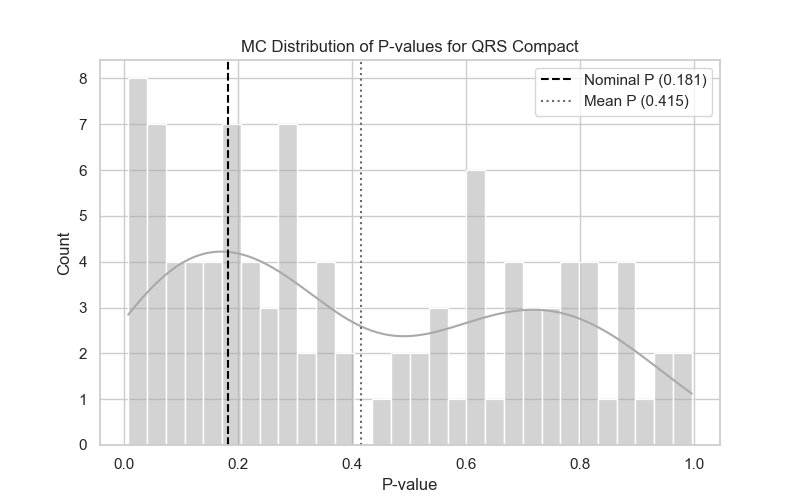 MC Distribution of P-values for QRS Compact
Nominal P (0.181)
Mean P (0.415)
8
7
6
5
4
3
2
1
0
Count
0.0 0.2 0.4 0.6 0.8 1.0
P-value